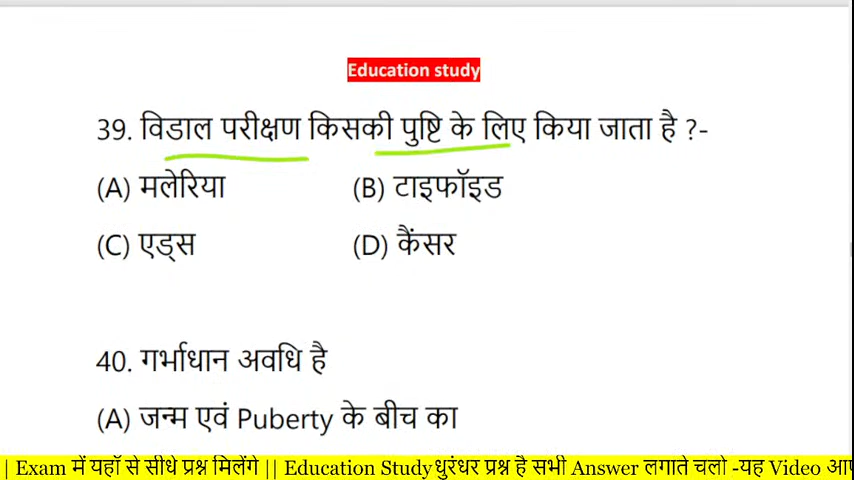 Education study
39. विडाल परीक्षण किसकी पुष्टि के लिए किया जाता है ?-
(A) मलेरिया (B) टाइफॉइड
(C) एड्स (D) कैंसर
40. गर्भाधान अवधि है
(A) जन्म एवं Puberty के बीच का
| Exam में यहाँ से सीधे प्रश्न मिलेंगे || Education Studyधुरंधर प्रश्न है सभी Answer लगाते चलो -यह Video